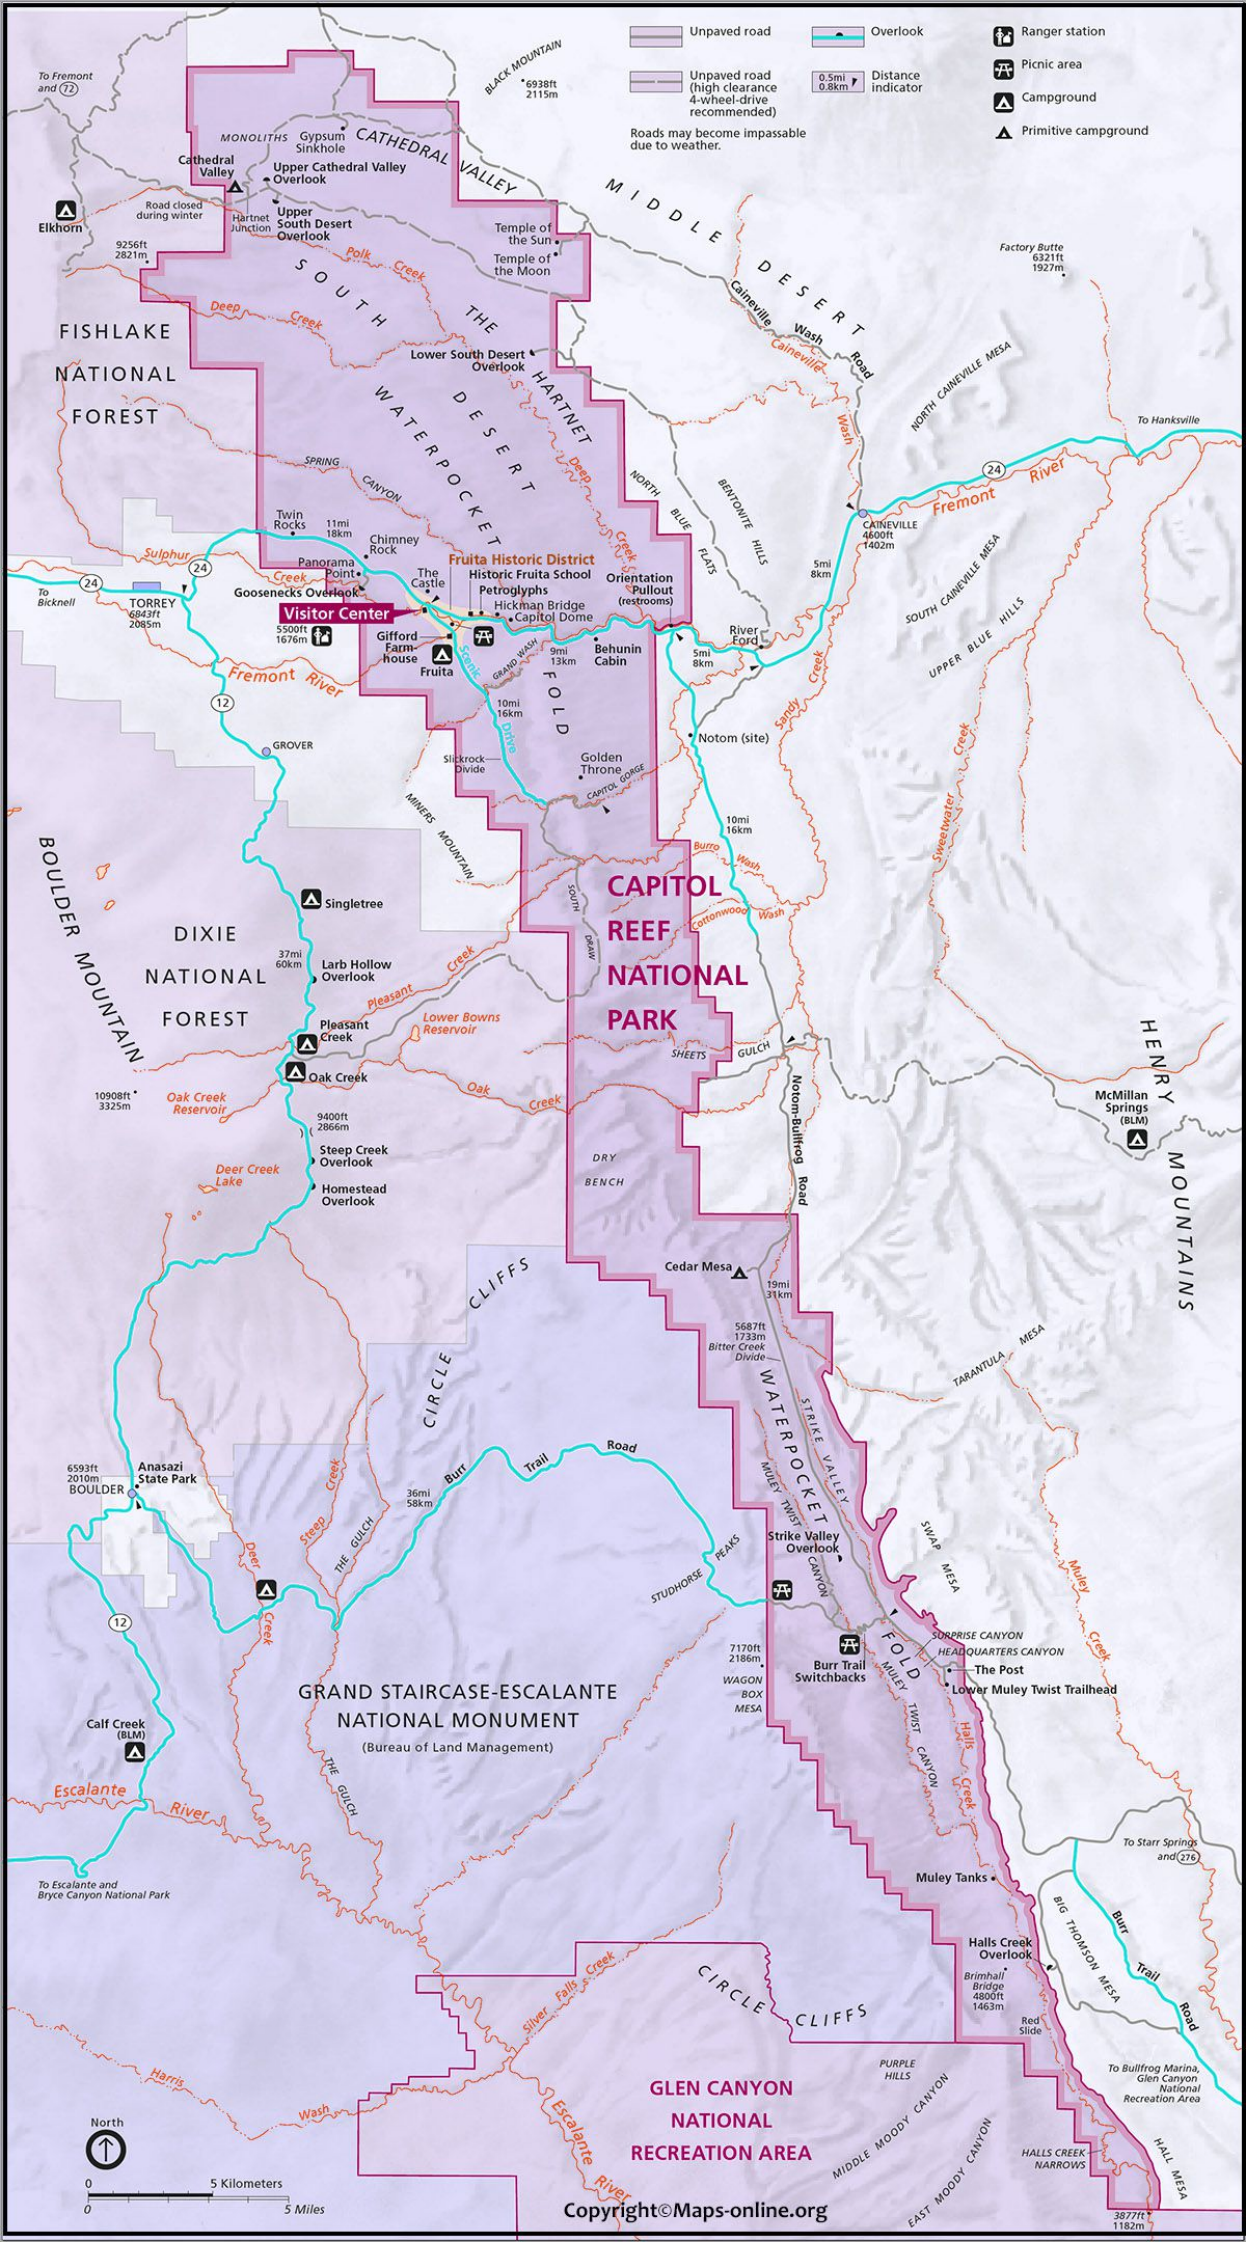 Unpaved road
Overlook
Ranger station
Unpaved road
(high clearance
4-wheel-drive
recommended)
0.5mi
0.8km
Distance
indicator
Picnic area
Campground
Primitive campground
Roads may become impassable
due to weather.
To Fremont
and 72
BLACK MOUNTAIN
6938ft
2115m
MONOLITHS
Gypsum
Sinkhole
CATHEDRAL VALLEY
Cathedral
Valley
Upper Cathedral Valley
Overlook
MIDDLE DESERT
Road closed
during winter
Hartnet
Junction
Upper
South Desert
Overlook
Elkhorn
9256ft
2821m
Temple of
the Sun
Temple of
the Moon
Factory Butte
6321ft
1927m
Polk Creek
SOUTH DESERT
Deep Creek
THE HARTNET
Caineville Wash Road
Caineville Wash
FISHLAKE
NATIONAL
FOREST
Lower South Desert
Overlook
NORTH CAINEVILLE MESA
WATERPOCKET FOLD
To Hanksville
SPRING CANYON
Deep Creek
NORTH BLUE FLATS
BENTONITE HILLS
24
Fremont River
CAINEVILLE
4600ft
1402m
Twin
Rocks
11mi
18km
Chimney
Rock
Sulphur Creek
24
24
Panorama
Point
Fruita Historic District
The
Castle
Historic Fruita School
Petroglyphs
Orientation
Pullout
(restrooms)
5mi
8km
SOUTH CAINEVILLE MESA
To
Bicknell
TORREY
6843ft
2085m
Goosenecks Overlook
Visitor Center
Hickman Bridge
Capitol Dome
5500ft
1676m
Gifford
Farm-
house
Fruita
Scenic Drive
GRAND WASH
9mi
13km
Behunin
Cabin
5mi
8km
River
Ford
UPPER BLUE HILLS
Fremont River
12
10mi
16km
Sandy Creek
Notom (site)
GROVER
Slickrock
Divide
Golden
Throne
CAPITOL GORGE
MINERS MOUNTAIN
10mi
16km
Sweetwater Creek
Burro Wash
BOULDER MOUNTAIN
CAPITOL
REEF
NATIONAL
PARK
SOUTH DRAW
Cottonwood Wash
Singletree
DIXIE
NATIONAL
FOREST
37mi
60km
Larb Hollow
Overlook
Pleasant Creek
Pleasant
Creek
Lower Bowns
Reservoir
Oak Creek
SHEETS GULCH
HENRY MOUNTAINS
10908ft
3325m
Oak Creek
Reservoir
Oak Creek
9400ft
2866m
Notom-Bullfrog Road
McMillan
Springs
(BLM)
Steep Creek
Overlook
DRY
BENCH
Deer Creek
Lake
Homestead
Overlook
Cedar Mesa
19mi
31km
CIRCLE CLIFFS
5687ft
1733m
Bitter Creek
Divide
TARANTULA MESA
WATERPOCKET FOLD
STRIKE VALLEY
MULEY TWIST CANYON
Burr Trail Road
36mi
58km
6593ft
2010m
BOULDER
Anasazi
State Park
Steep Creek
THE GULCH
Deer Creek
STUDHORSE PEAKS
Strike Valley
Overlook
SWAP MESA
Muley Creek
12
7170ft
2186m
WAGON
BOX
MESA
Burr Trail
Switchbacks
SURPRISE CANYON
HEADQUARTERS CANYON
The Post
Lower Muley Twist Trailhead
GRAND STAIRCASE-ESCALANTE
NATIONAL MONUMENT
(Bureau of Land Management)
MULEY TWIST CANYON
Halls Creek
Calf Creek
(BLM)
THE GULCH
Escalante River
To Escalante and
Bryce Canyon National Park
To Starr Springs
and 276
Muley Tanks
BIG THOMSON MESA
Burr Trail Road
Halls Creek
Overlook
Brimhall
Bridge
4800ft
1463m
Red
Slide
Silver Falls Creek
CIRCLE CLIFFS
Harris Wash
Escalante River
GLEN CANYON
NATIONAL
RECREATION AREA
PURPLE
HILLS
MIDDLE MOODY CANYON
EAST MOODY CANYON
To Bullfrog Marina,
Glen Canyon
National
Recreation Area
HALLS CREEK
NARROWS
HALL MESA
3877ft
1182m
North
0 5 Kilometers
0 5 Miles
Copyright©Maps-online.org